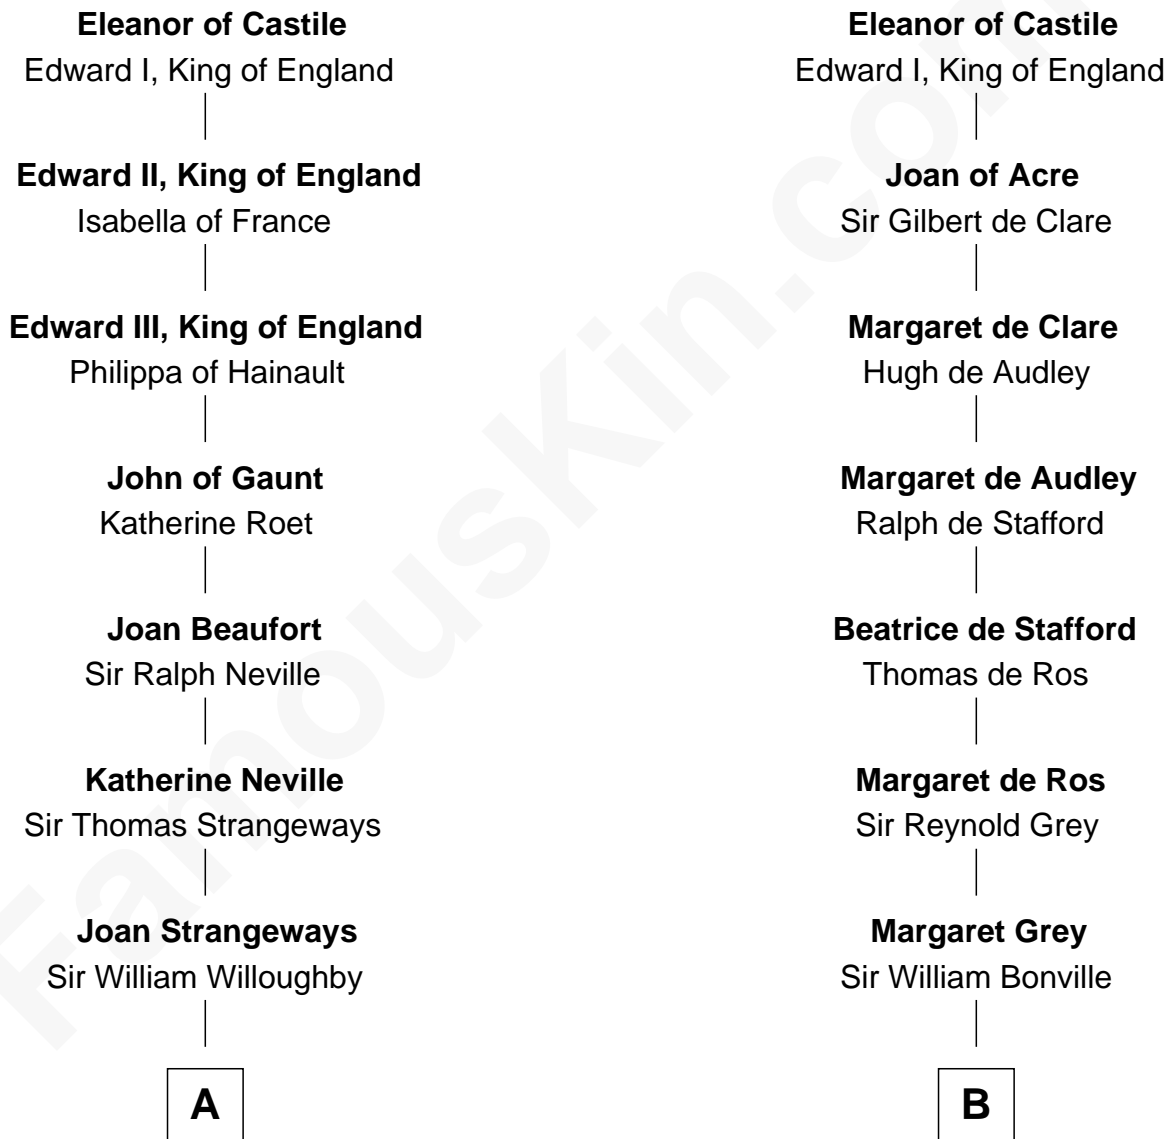 Eleanor of Castile
Edward I, King of England
Edward II, King of England
Isabella of France
Edward III, King of England
Philippa of Hainault
John of Gaunt
Katherine Roet
Joan Beaufort
Sir Ralph Neville
Katherine Neville
Sir Thomas Strangeways
Joan Strangeways
Sir William Willoughby
A
Eleanor of Castile
Edward I, King of England
Joan of Acre
Sir Gilbert de Clare
Margaret de Clare
Hugh de Audley
Margaret de Audley
Ralph de Stafford
Beatrice de Stafford
Thomas de Ros
Margaret de Ros
Sir Reynold Grey
Margaret Grey
Sir William Bonville
B
FamousKin.com